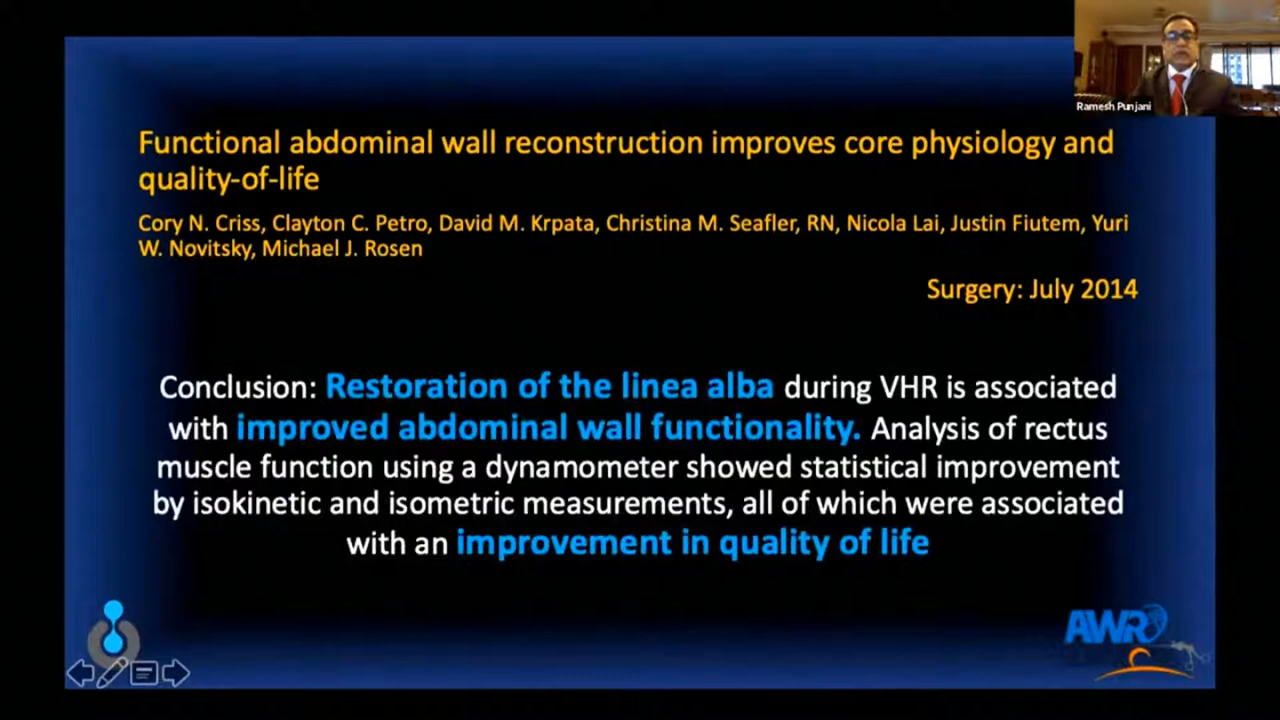 Ramesh Punjani
Functional abdominal wall reconstruction improves core physiology and
quality-of-life
Cory N. Criss, Clayton C. Petro, David M. Krpata, Christina M. Seafler, RN, Nicola Lai, Justin Fiutem, Yuri
W. Novitsky, Michael J. Rosen
Surgery: July 2014
Conclusion: Restoration of the linea alba during VHR is associated
with improved abdominal wall functionality. Analysis of rectus
muscle function using a dynamometer showed statistical improvement
by isokinetic and isometric measurements, all of which were associated
with an improvement in quality of life
AWR